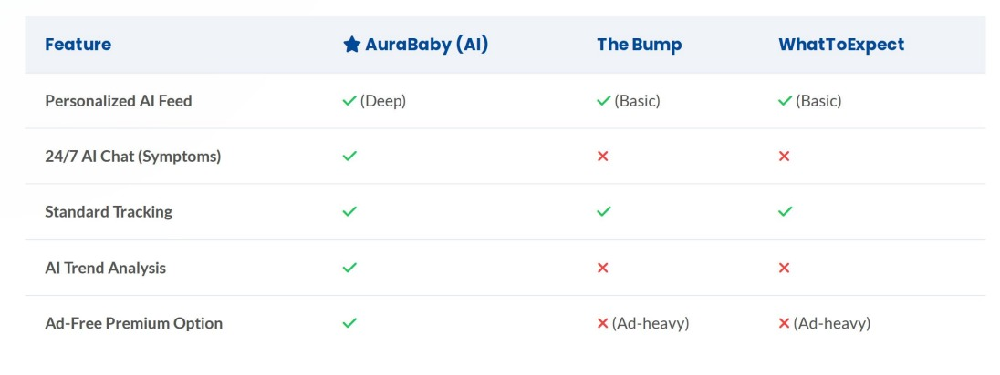 Feature ★ AuraBaby (AI) The Bump WhatToExpect
Personalized AI Feed ✓ (Deep) ✓ (Basic) ✓ (Basic)
24/7 AI Chat (Symptoms) ✓ ✕ ✕
Standard Tracking ✓ ✓ ✓
AI Trend Analysis ✓ ✕ ✕
Ad-Free Premium Option ✓ ✕ (Ad-heavy) ✕ (Ad-heavy)